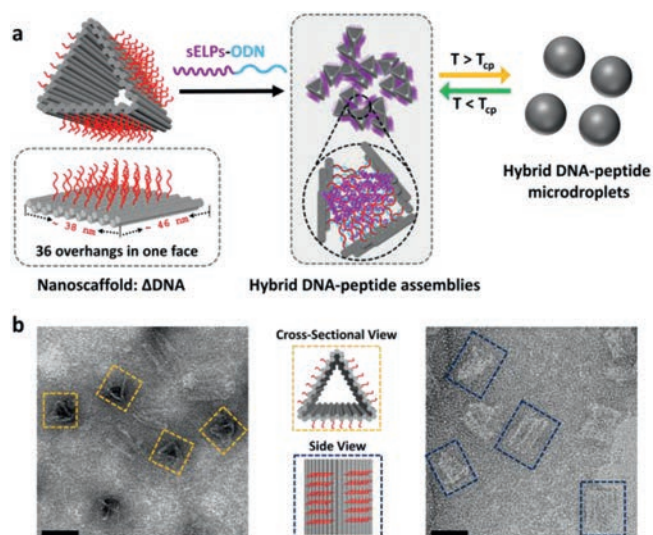 a
sELPs-ODN
T > Tcp
T < Tcp
~ 38 nm
~ 46 nm
36 overhangs in one face
Nanoscaffold: ΔDNA
Hybrid DNA-peptide assemblies
Hybrid DNA-peptide
microdroplets
b
Cross-Sectional View
Side View